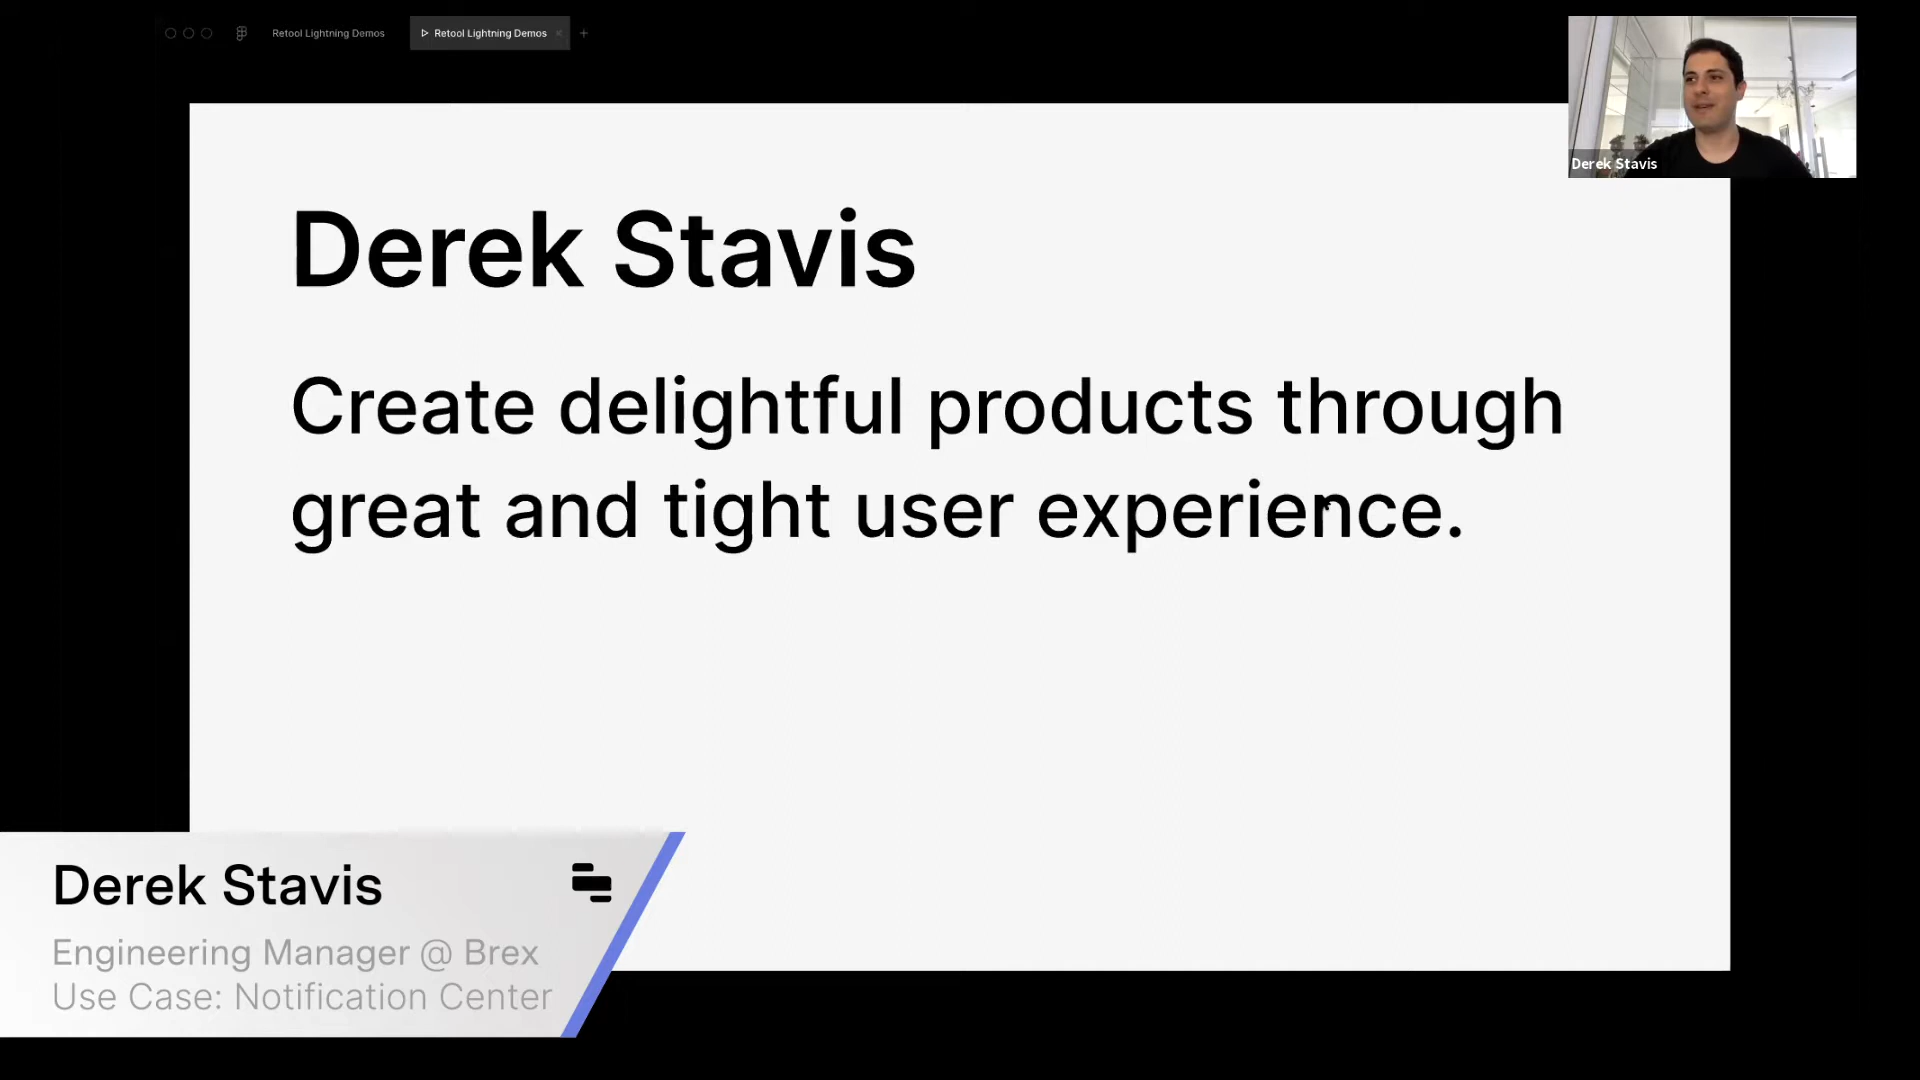 Retool Lightning Demos
Retool Lightning Demos
Derek Stavis
Derek Stavis
Create delightful products through
great and tight user experience.
Derek Stavis
Engineering Manager @ Brex
Use Case: Notification Center